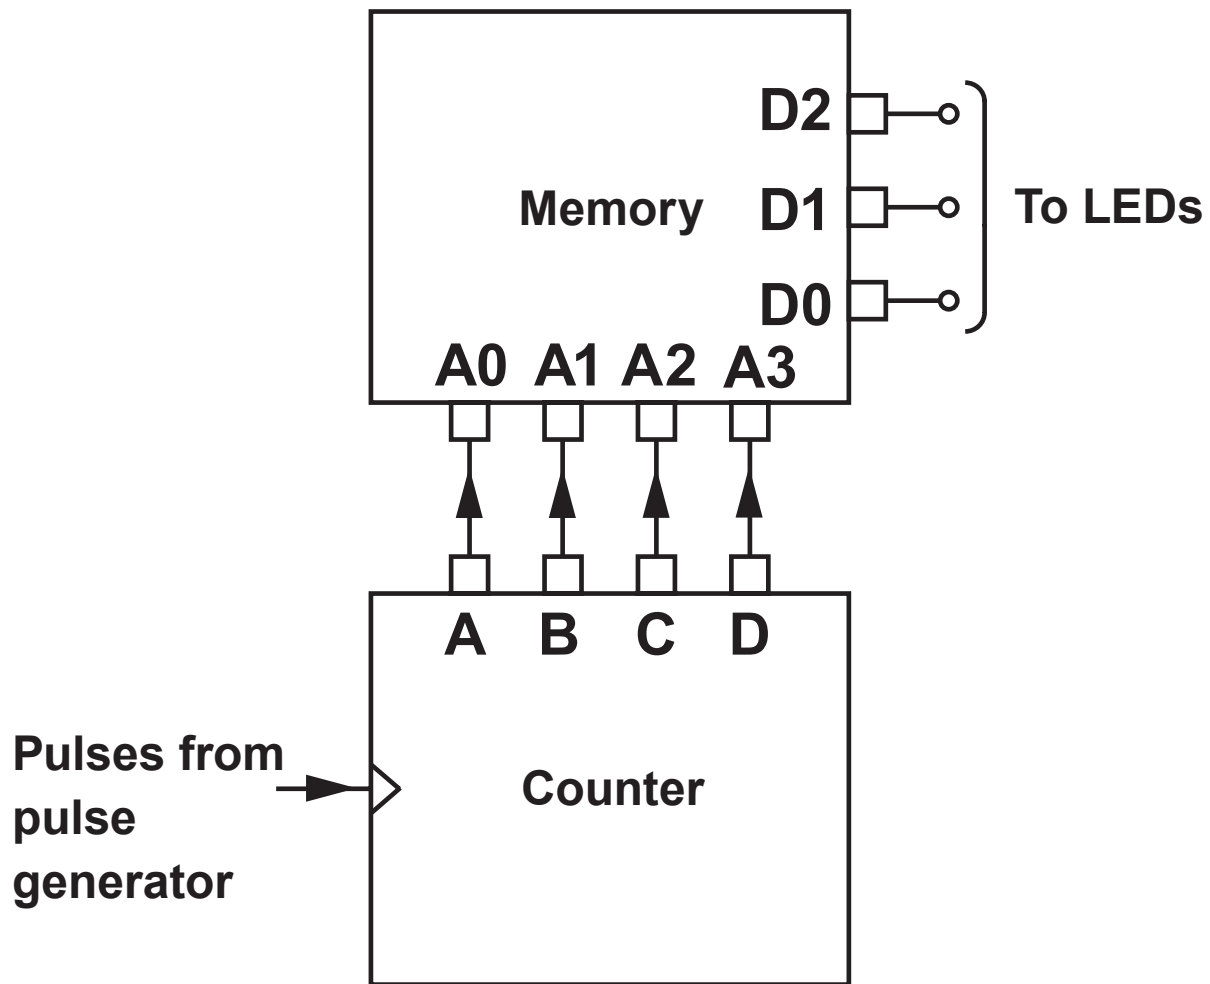 D2
Memory D1 To LEDs
D0
A0 A1 A2 A3
A B C D
Pulses from
pulse
generator
Counter